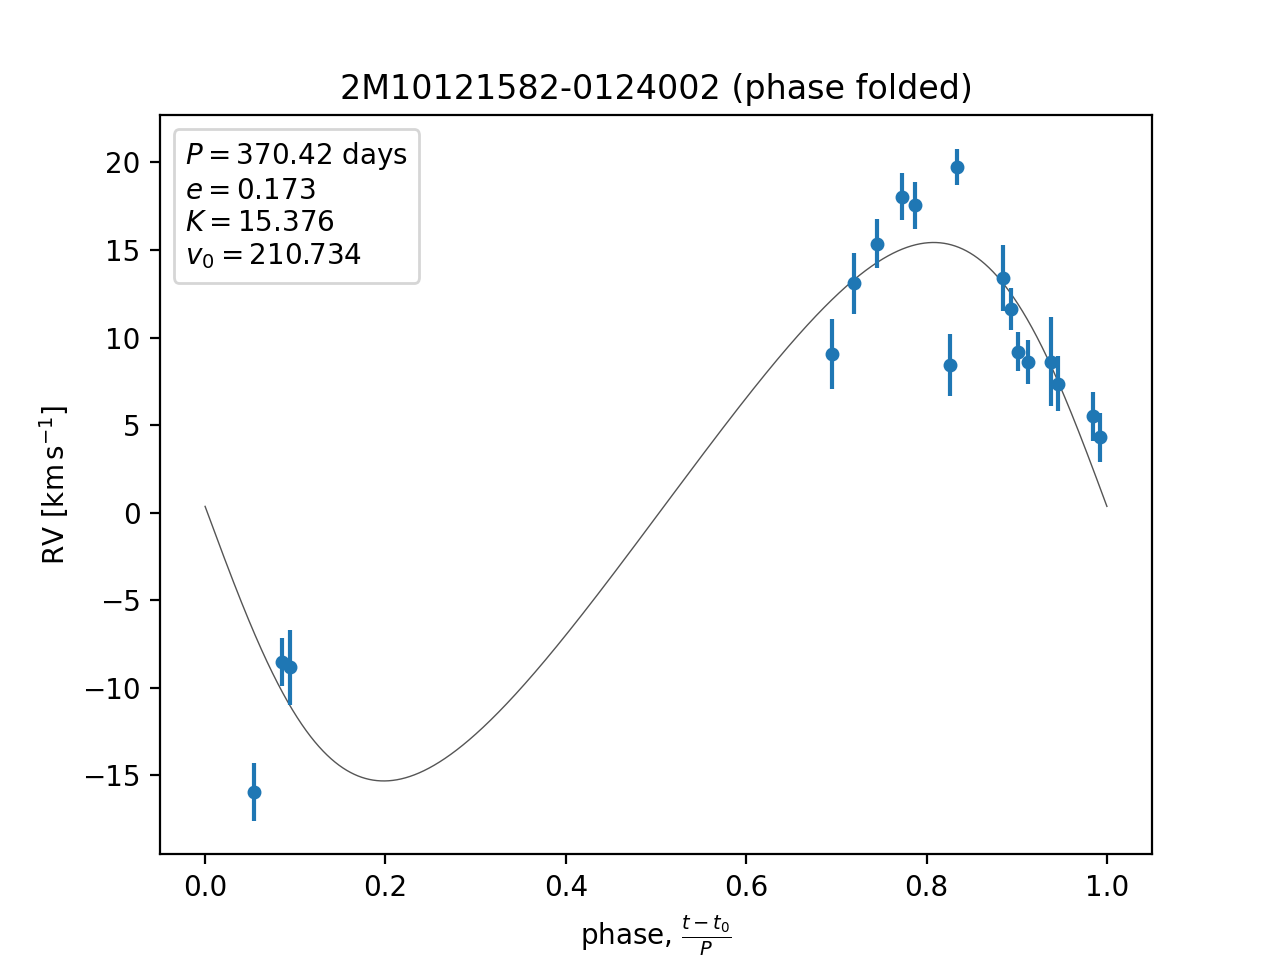 2M10121582-0124002 (phase folded)
P = 370.42 days
e = 0.173
K = 15.376
v₀ = 210.734
20
15
10
5
0
−5
−10
−15
RV [km s⁻¹]
0.0 0.2 0.4 0.6 0.8 1.0
phase, (t − t₀)/P